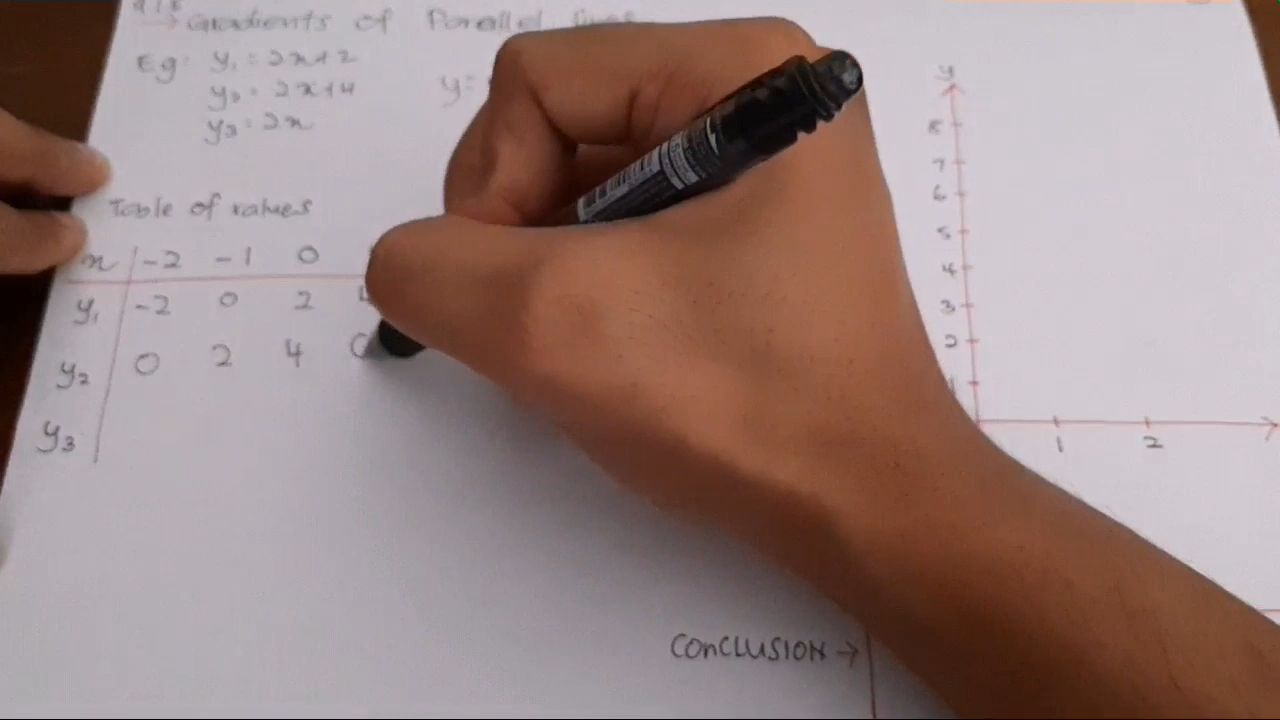 → Gradients of Parallel lines
Eg: y₁ = 2x+2
y₂ = 2x+4
y₃ = 2x
y=
Table of values
x -2 -1 0
y₁ -2 0 2
y₂ 0 2 4
y₃
y
8
7
6
5
4
3
2
1
1 2
CONCLUSION →